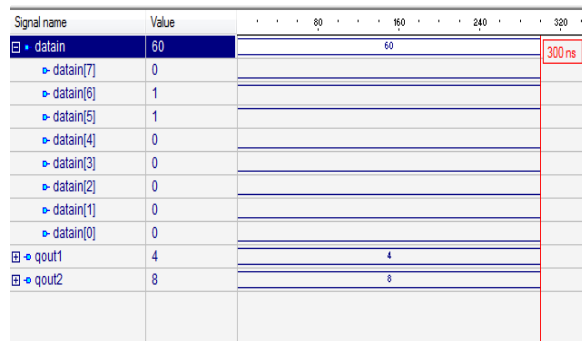 Signal name Value 80 160 240 320
datain 60 60 300 ns
datain[7] 0
datain[6] 1
datain[5] 1
datain[4] 0
datain[3] 0
datain[2] 0
datain[1] 0
datain[0] 0
qout1 4 4
qout2 8 8